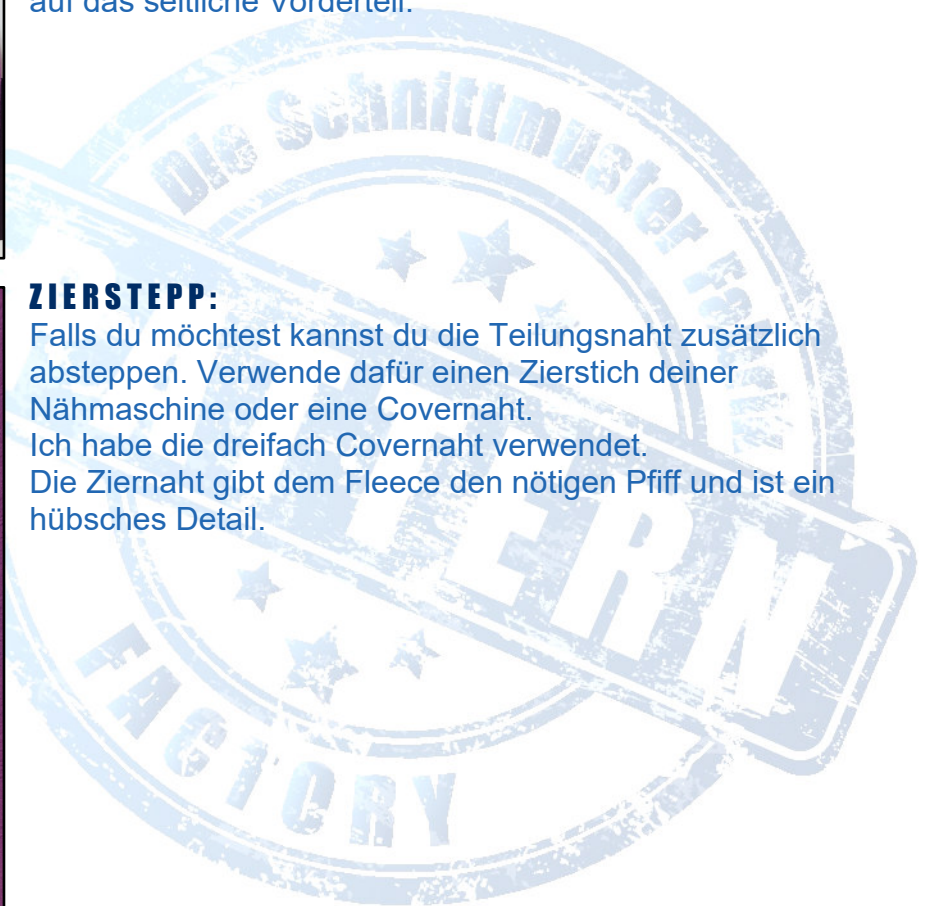 auf das seitliche Vorderteil.
Die Schnittmuster Fabrik
ZIERSTEPP:
Falls du möchtest kannst du die Teilungsnaht zusätzlich
absteppen. Verwende dafür einen Zierstich deiner
Nähmaschine oder eine Covernaht.
Ich habe die dreifach Covernaht verwendet.
Die Ziernaht gibt dem Fleece den nötigen Pfiff und ist ein
hübsches Detail.
TTERN
FACTORY